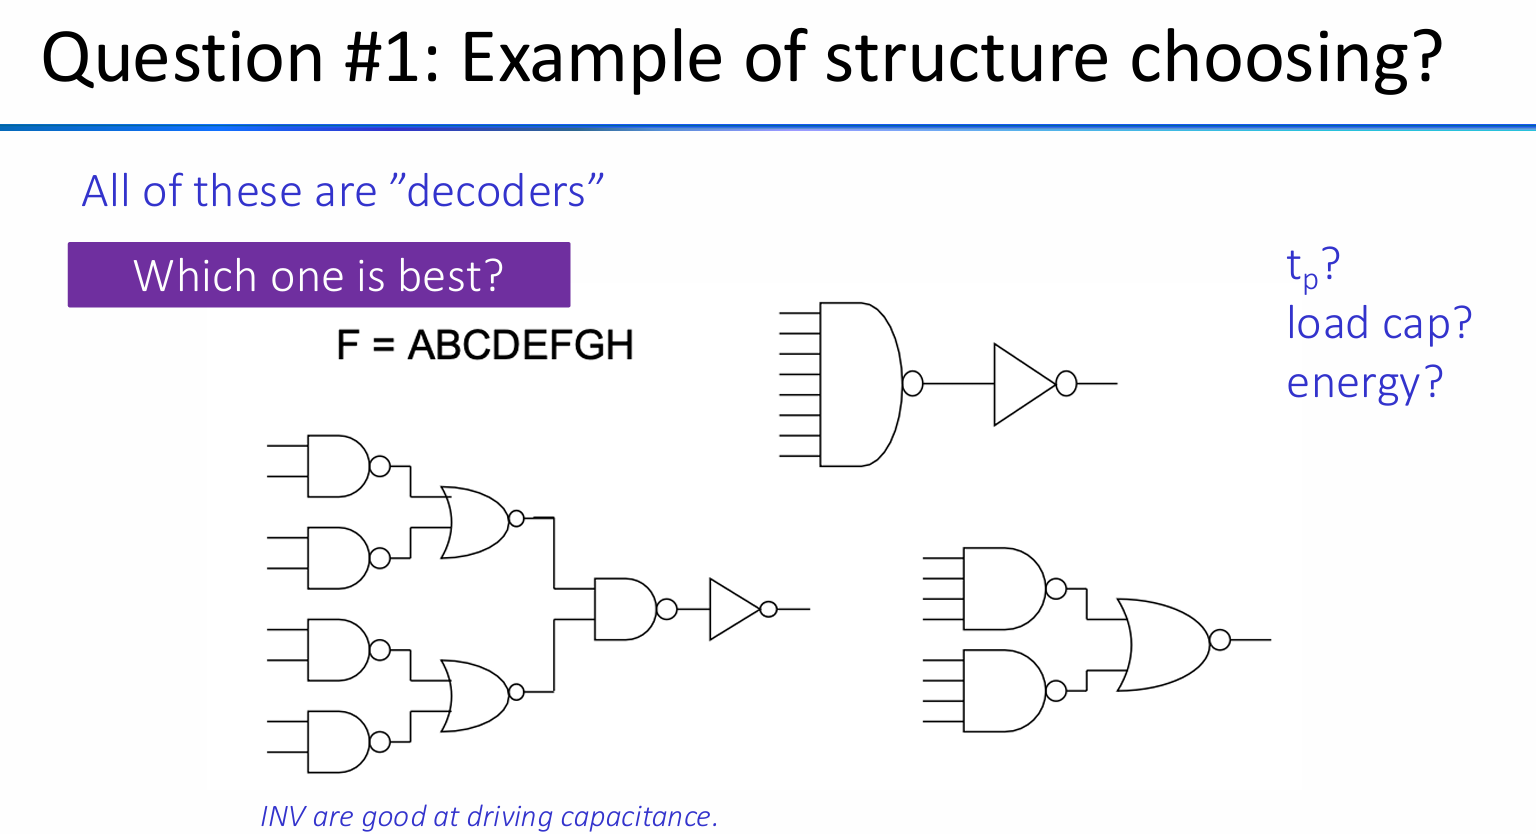 Question #1: Example of structure choosing?
All of these are ”decoders”
Which one is best?
F = ABCDEFGH
tp?
load cap?
energy?
INV are good at driving capacitance.